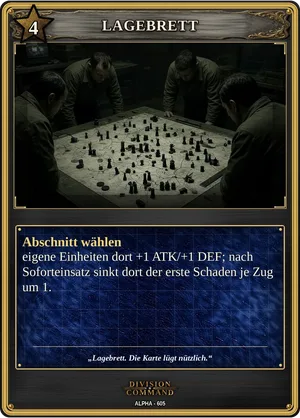 4
LAGEBRETT
Abschnitt wählen
eigene Einheiten dort +1 ATK/+1 DEF; nach
Soforteinsatz sinkt dort der erste Schaden je Zug
um 1.
„Lagebrett. Die Karte lügt nützlich.“
DIVISION
COMMAND
ALPHA - 605